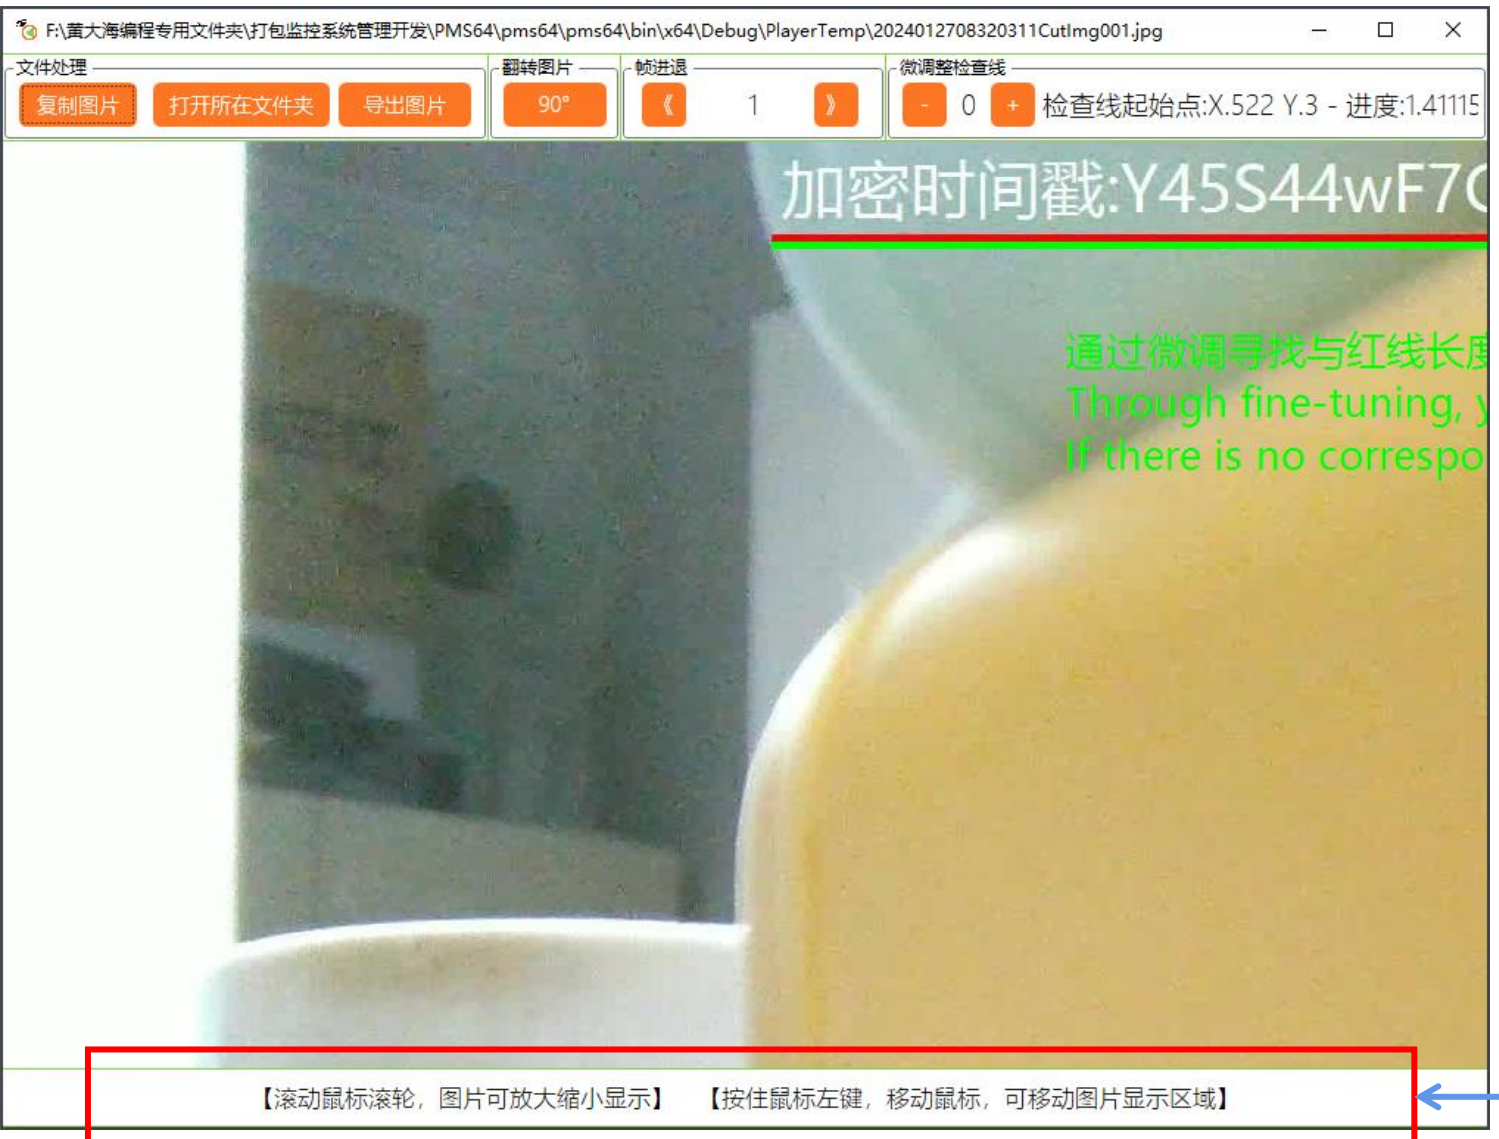 F:\黄大海编程专用文件夹\打包监控系统管理开发\PMS64\pms64\pms64\bin\x64\Debug\PlayerTemp\2024012708320311CutImg001.jpg
文件处理 翻转图片 帧进退 微调整检查线
复制图片 打开所在文件夹 导出图片 90° 《 1 》 - 0 + 检查线起始点:X.522 Y.3 - 进度:1.41115
加密时间戳:Y45S44wF7
通过微调寻找与红线长度
Through fine-tuning, y
If there is no correspo
【滚动鼠标滚轮，图片可放大缩小显示】 【按住鼠标左键，移动鼠标，可移动图片显示区域】